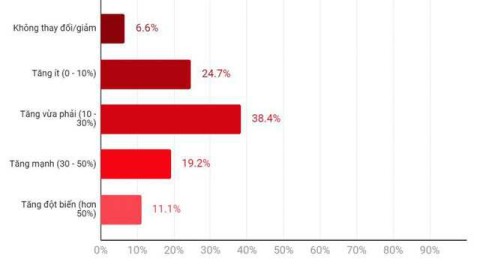 Không thay đổi/giảm
6.6%
Tăng ít (0 - 10%)
24.7%
Tăng vừa phải (10 -
30%)
38.4%
Tăng mạnh (30 - 50%)
19.2%
Tăng đột biến (hơn
50%)
11.1%
0% 10% 20% 30% 40% 50% 60% 70% 80% 90%